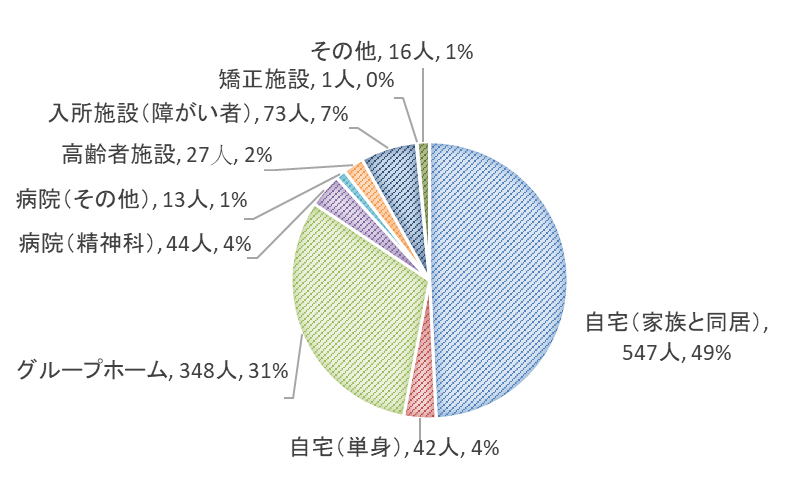 その他, 16人, 1%
矯正施設, 1人, 0%
入所施設(障がい者), 73人, 7%
高齢者施設, 27人, 2%
病院(その他), 13人, 1%
病院(精神科), 44人, 4%
自宅(家族と同居),
547人, 49%
グループホーム, 348人, 31%
自宅(単身), 42人, 4%